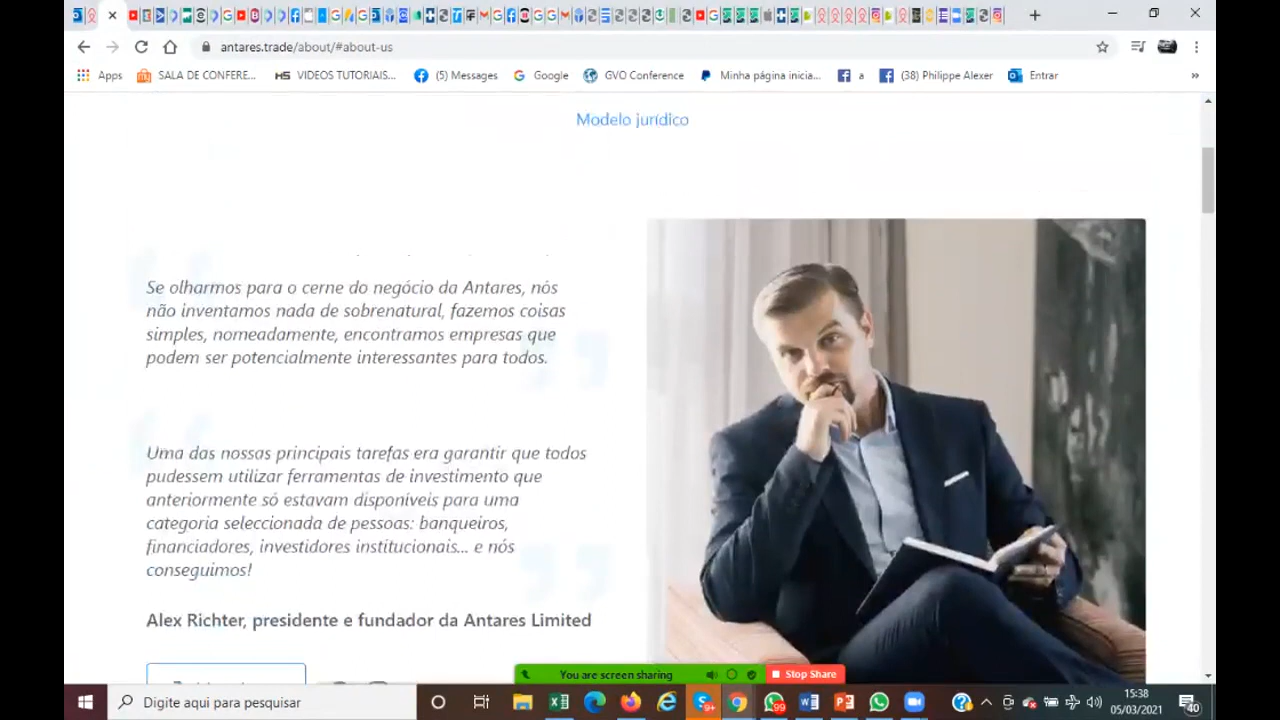 antares.trade/about/#about-us
Apps
SALA DE CONFERE...
VIDEOS TUTORIAIS...
(5) Messages
Google
GVO Conference
Minha página inicia...
a
(38) Philippe Alexer
Entrar
»
Modelo jurídico
Se olharmos para o cerne do negócio da Antares, nós
não inventamos nada de sobrenatural, fazemos coisas
simples, nomeadamente, encontramos empresas que
podem ser potencialmente interessantes para todos.
Uma das nossas principais tarefas era garantir que todos
pudessem utilizar ferramentas de investimento que
anteriormente só estavam disponíveis para uma
categoria seleccionada de pessoas: banqueiros,
financiadores, investidores institucionais... e nós
conseguimos!
Alex Richter, presidente e fundador da Antares Limited
You are screen sharing
Stop Share
Digite aqui para pesquisar
15:38
05/03/2021
40